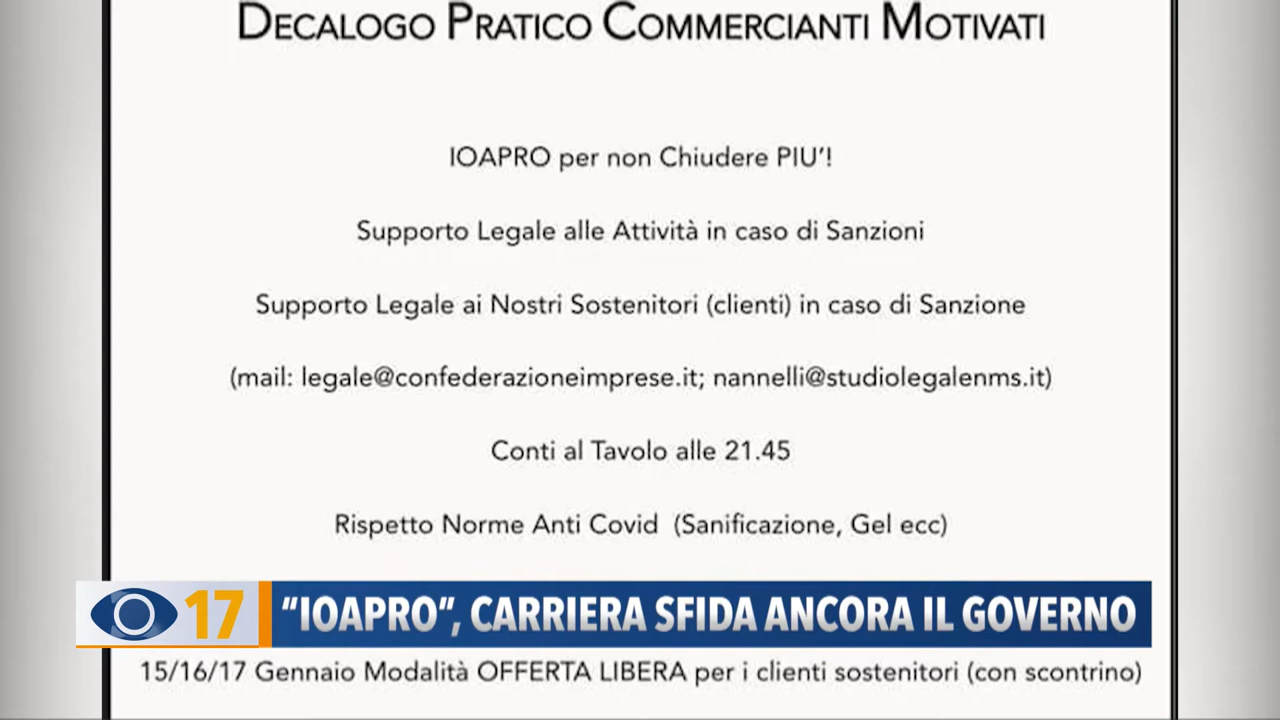 DECALOGO PRATICO COMMERCIANTI MOTIVATI
IOAPRO per non Chiudere PIU'!
Supporto Legale alle Attività in caso di Sanzioni
Supporto Legale ai Nostri Sostenitori (clienti) in caso di Sanzione
(mail: legale@confederazioneimprese.it; nannelli@studiolegalenms.it)
Conti al Tavolo alle 21.45
Rispetto Norme Anti Covid (Sanificazione, Gel ecc)
17 "IOAPRO", CARRIERA SFIDA ANCORA IL GOVERNO
15/16/17 Gennaio Modalità OFFERTA LIBERA per i clienti sostenitori (con scontrino)